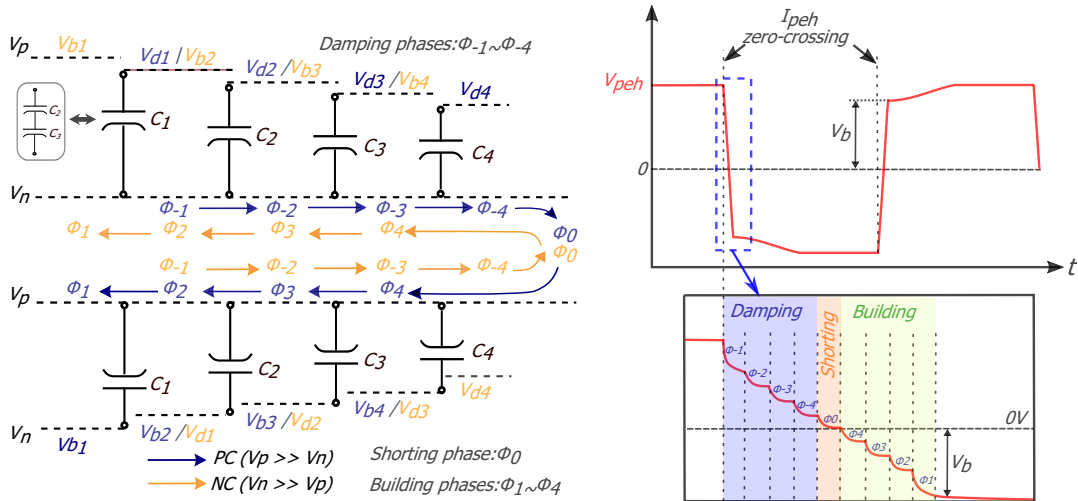 Vp Vb1 Vd1 / Vb2 Damping phases:Φ-1~Φ-4
Vd2 /Vb3
Vd3 /Vb4
Vd4
C2
C3
C1 C2 C3 C4
Vn
Φ-1 Φ-2 Φ-3 Φ-4
Φ1 Φ2 Φ3 Φ4 Φ0
Φ0
Φ-1 Φ-2 Φ-3 Φ-4
Φ1 Φ2 Φ3 Φ4
Vp
C1 C2 C3 C4
Vd4
Vb4 /Vd3
Vb3 /Vd2
Vb2 /Vd1
Vn Vb1
PC (Vp >> Vn) Shorting phase:Φ0
NC (Vn >> Vp) Building phases:Φ1~Φ4
Ipeh
zero-crossing
Vpeh
Vb
0
t
Damping Shorting Building
Φ-1
Φ-2
Φ-3
Φ-4
Φ0
0V
Φ4
Φ3
Φ2
Φ1
Vb